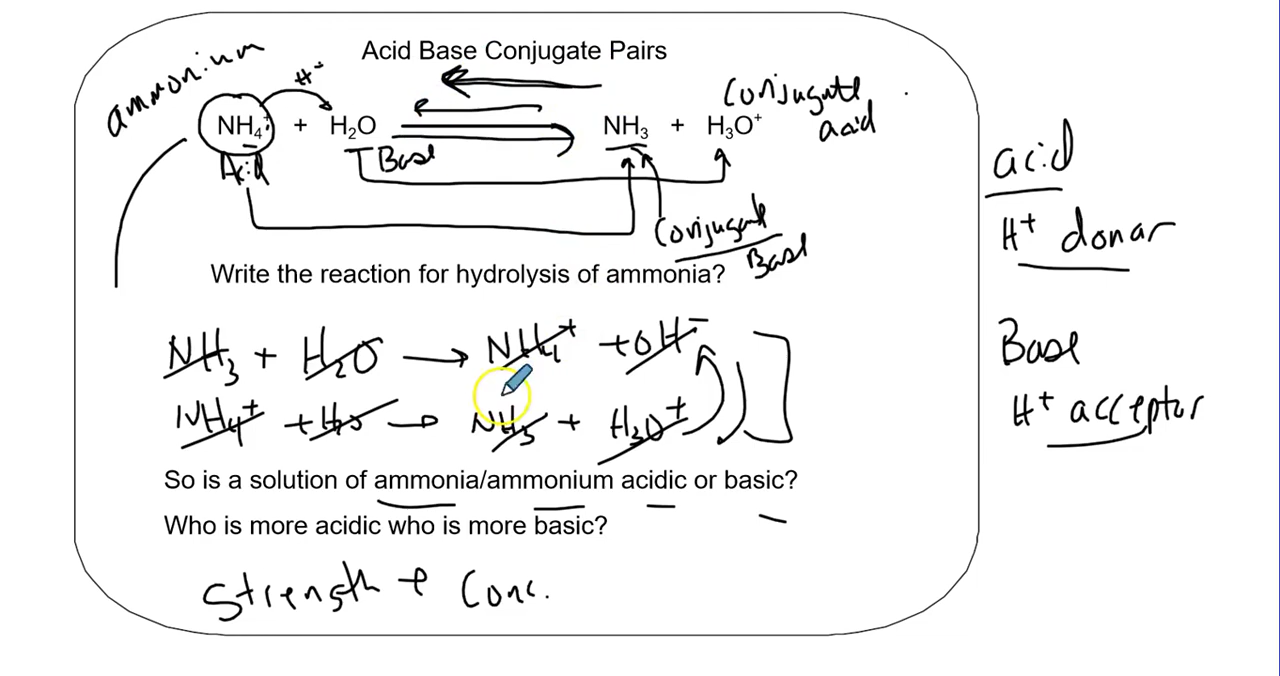 Acid Base Conjugate Pairs
ammonium
H+
Conjugate acid
NH4+ + H2O ⇌ NH3 + H3O+
Acid
Base
Conjugate Base
Write the reaction for hydrolysis of ammonia?
NH3 + H2O → NH4+ + OH-
NH4+ + H2O → NH3 + H3O+
So is a solution of ammonia/ammonium acidic or basic?
Who is more acidic who is more basic?
Strength + Conc.
acid
H+ donar
Base
H+ acceptor